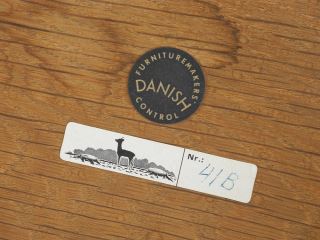 FURNITUREMAKERS
DANISH
CONTROL
Nr.:
41B